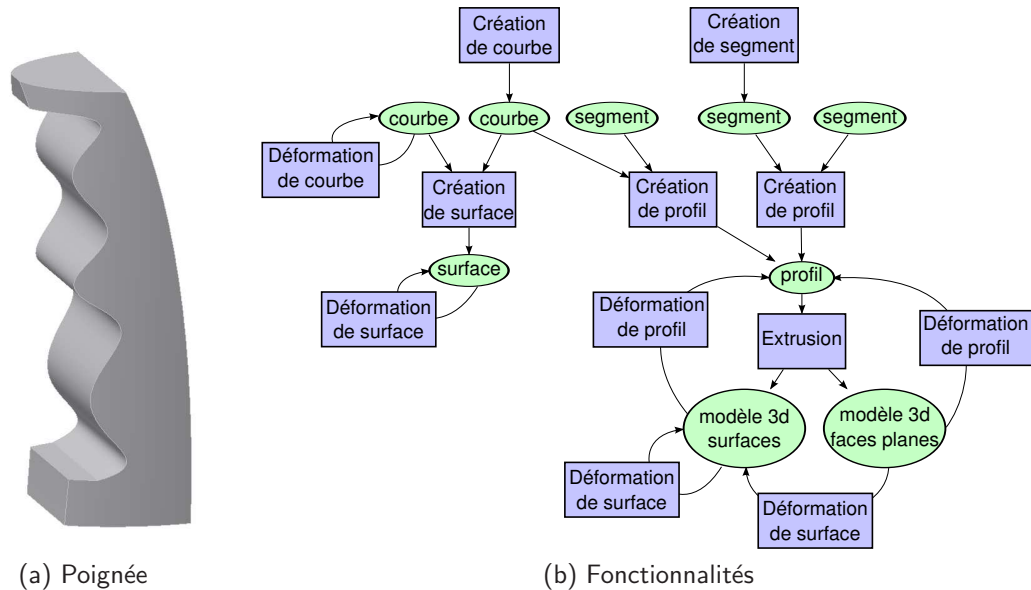 Création
de courbe
Création
de segment
courbe
courbe
segment
segment
segment
Déformation
de courbe
Création
de surface
Création
de profil
Création
de profil
surface
profil
Déformation
de surface
Déformation
de profil
Extrusion
Déformation
de profil
modèle 3d
surfaces
modèle 3d
faces planes
Déformation
de surface
Déformation
de surface
(a) Poignée
(b) Fonctionnalités